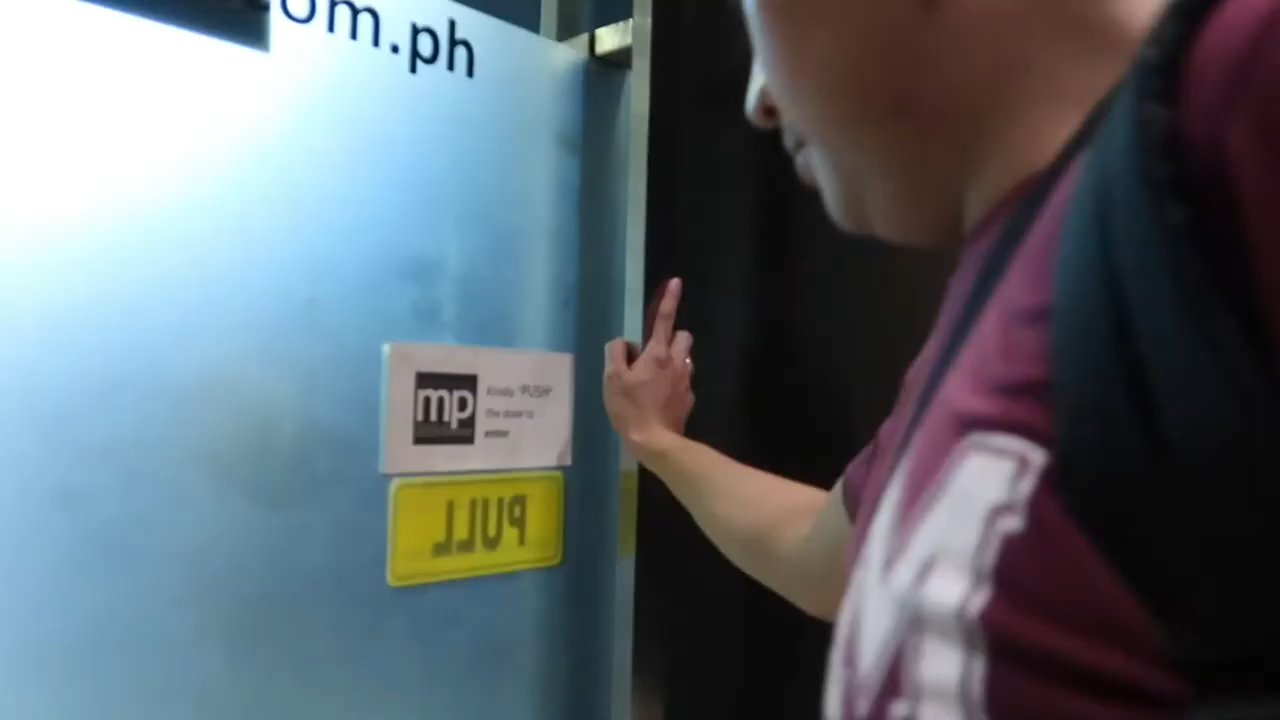 om.ph
mp
Kindly "PUSH"
the door to
enter
PULL